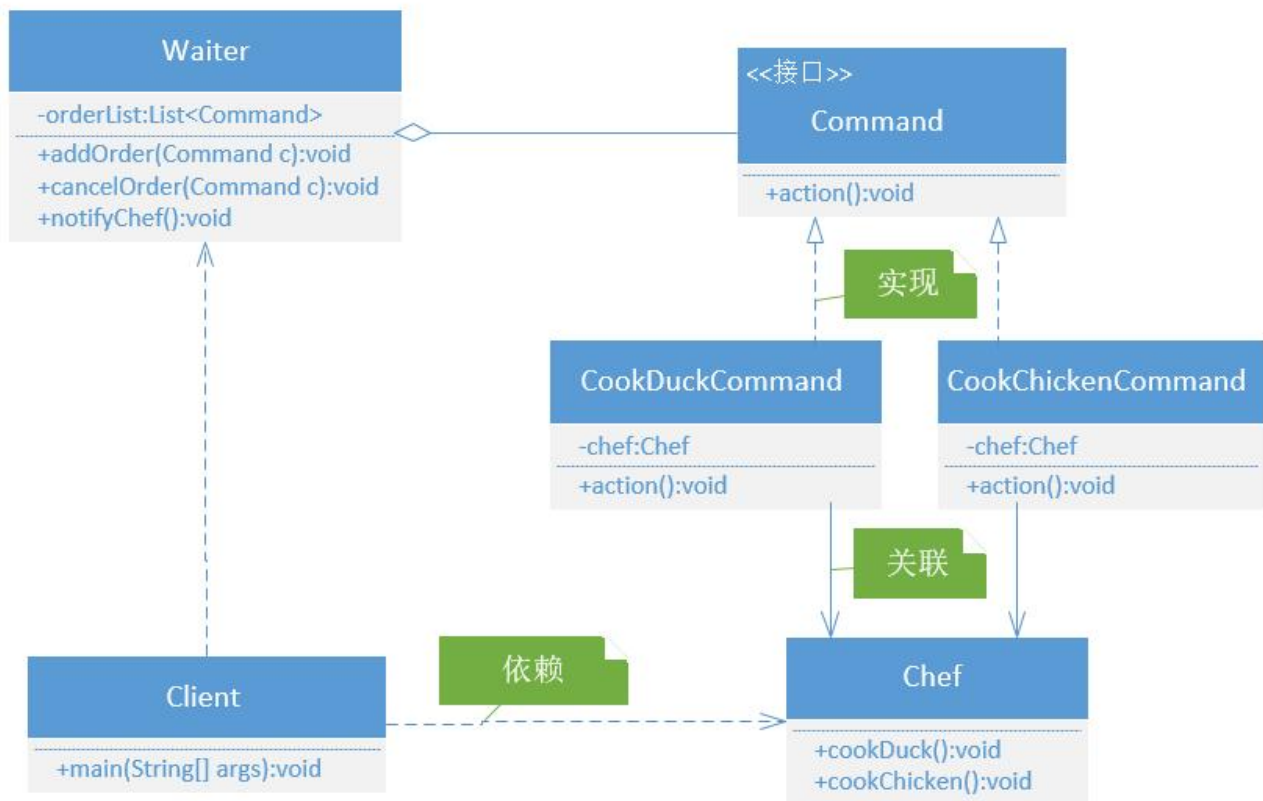 Waiter
-orderList:List<Command>
+addOrder(Command c):void
+cancelOrder(Command c):void
+notifyChef():void
<<接口>>
Command
+action():void
实现
CookDuckCommand
-chef:Chef
+action():void
CookChickenCommand
-chef:Chef
+action():void
关联
依赖
Client
+main(String[] args):void
Chef
+cookDuck():void
+cookChicken():void